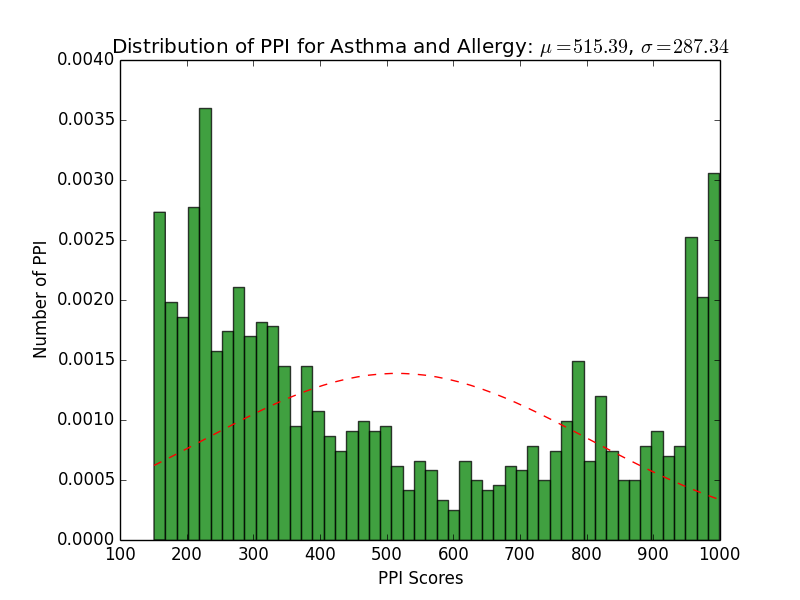 Distribution of PPI for Asthma and Allergy: μ=515.39, σ=287.34
0.0040
0.0035
0.0030
0.0025
0.0020
0.0015
0.0010
0.0005
0.0000
Number of PPI
100 200 300 400 500 600 700 800 900 1000
PPI Scores